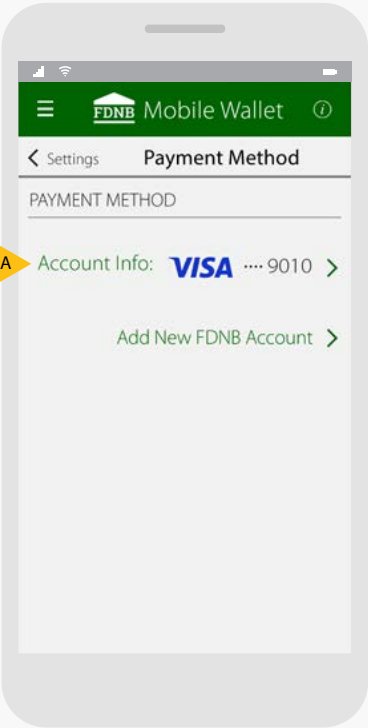 FDNB Mobile Wallet
Settings Payment Method
PAYMENT METHOD
A Account Info: VISA ···· 9010
Add New FDNB Account